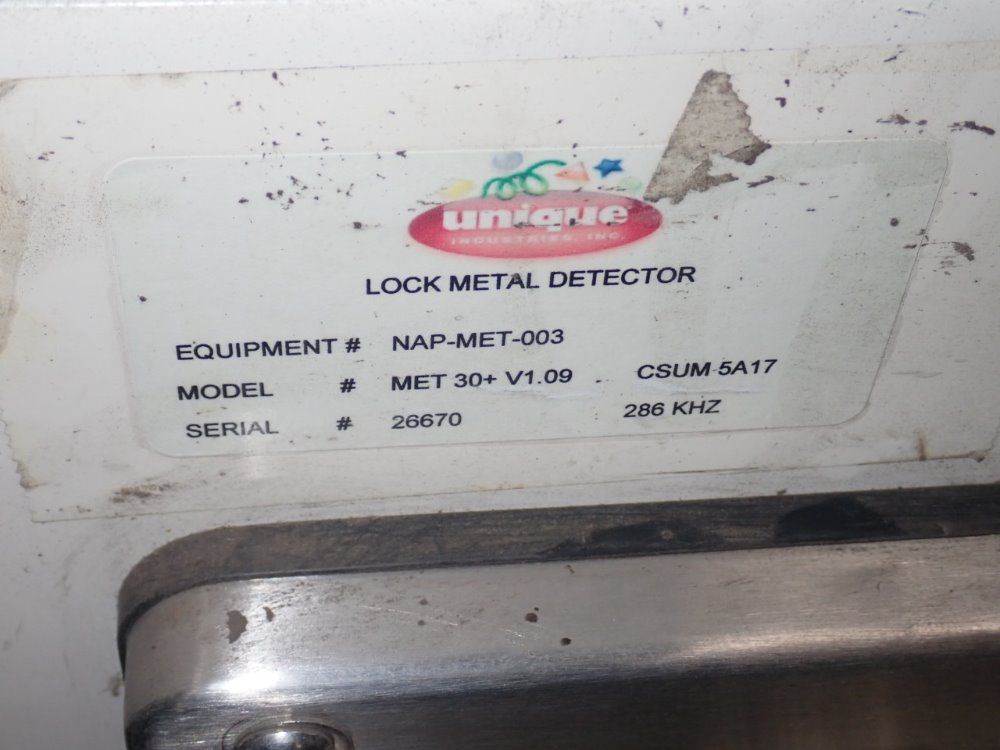 unique
INDUSTRIES, INC.
LOCK METAL DETECTOR
EQUIPMENT # NAP-MET-003
MODEL # MET 30+ V1.09 CSUM 5A17
SERIAL # 26670 286 KHZ